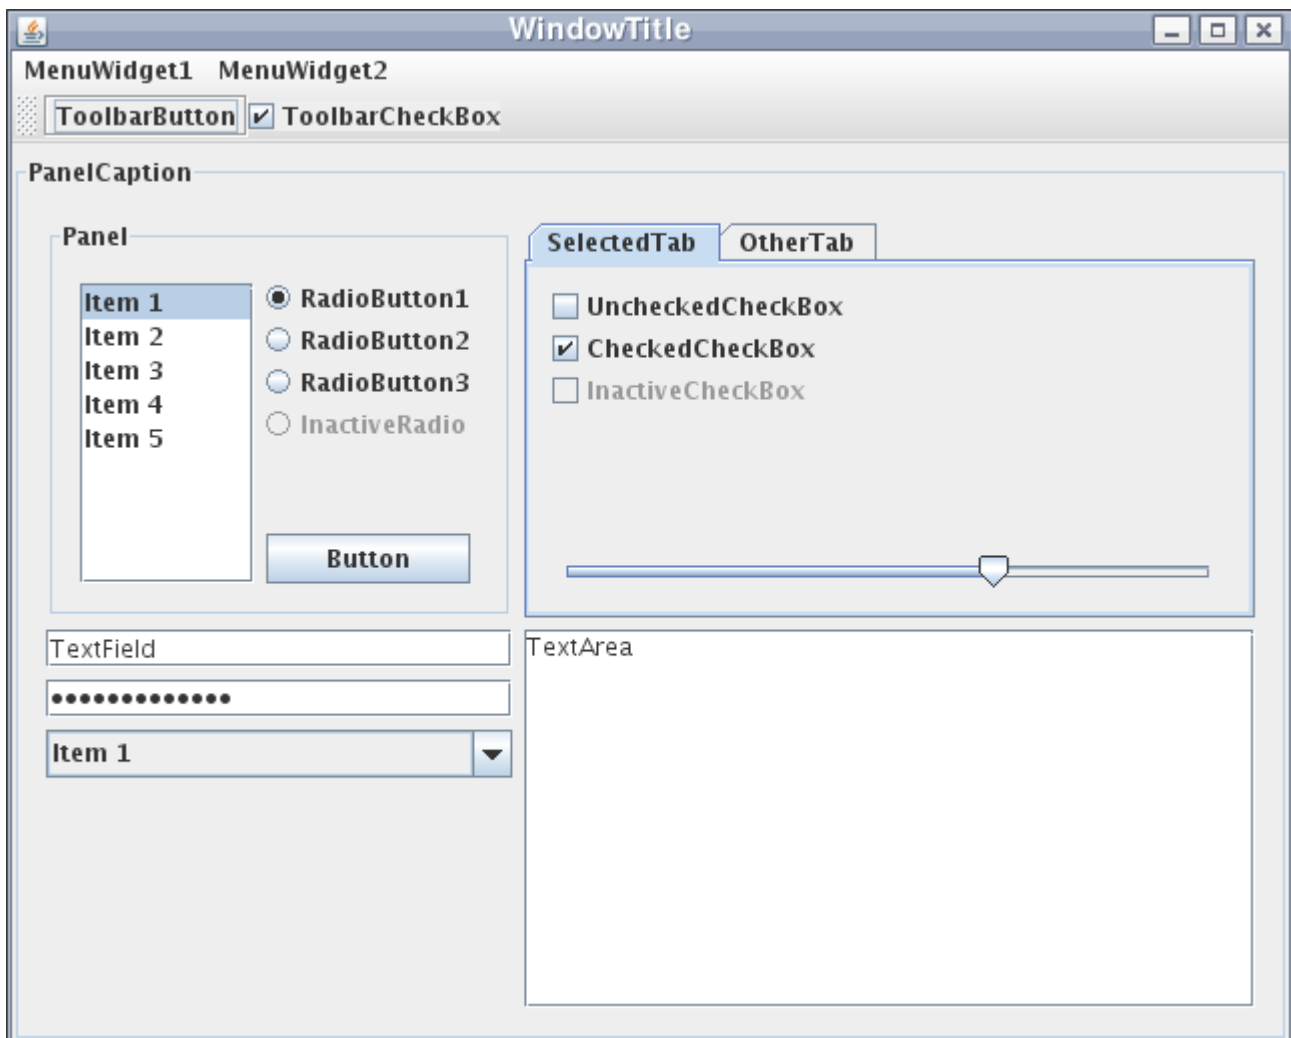 WindowTitle
MenuWidget1 MenuWidget2
ToolbarButton ToolbarCheckBox
PanelCaption
Panel
Item 1
Item 2
Item 3
Item 4
Item 5
RadioButton1
RadioButton2
RadioButton3
InactiveRadio
Button
SelectedTab OtherTab
UncheckedCheckBox
CheckedCheckBox
InactiveCheckBox
TextField
•••••••••••••
Item 1
TextArea